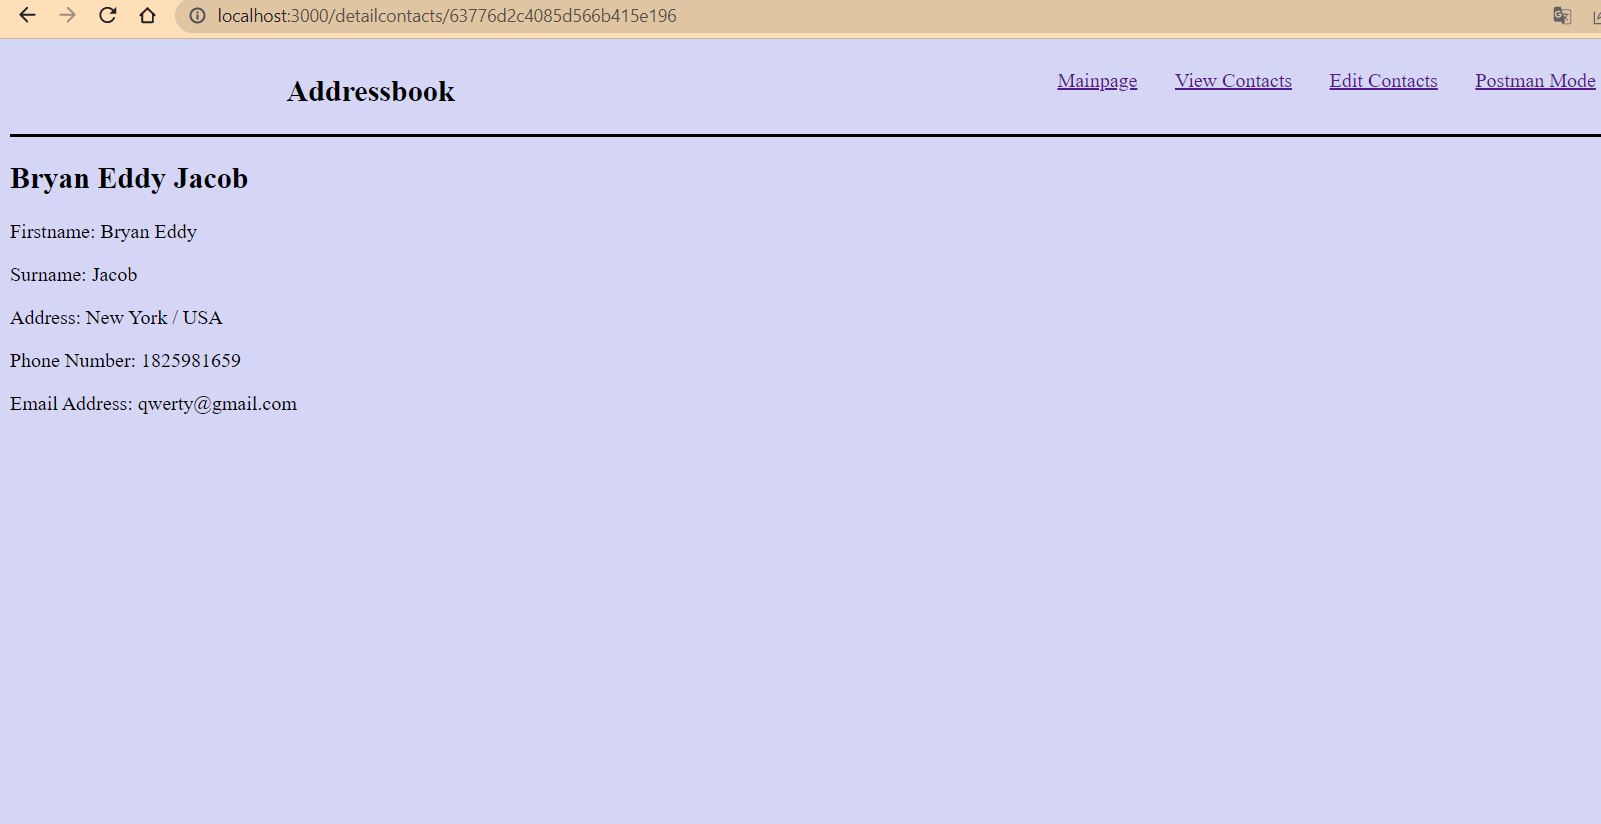 localhost:3000/detailcontacts/63776d2c4085d566b415e196
Addressbook
Mainpage View Contacts Edit Contacts Postman Mode
Bryan Eddy Jacob
Firstname: Bryan Eddy
Surname: Jacob
Address: New York / USA
Phone Number: 1825981659
Email Address: qwerty@gmail.com